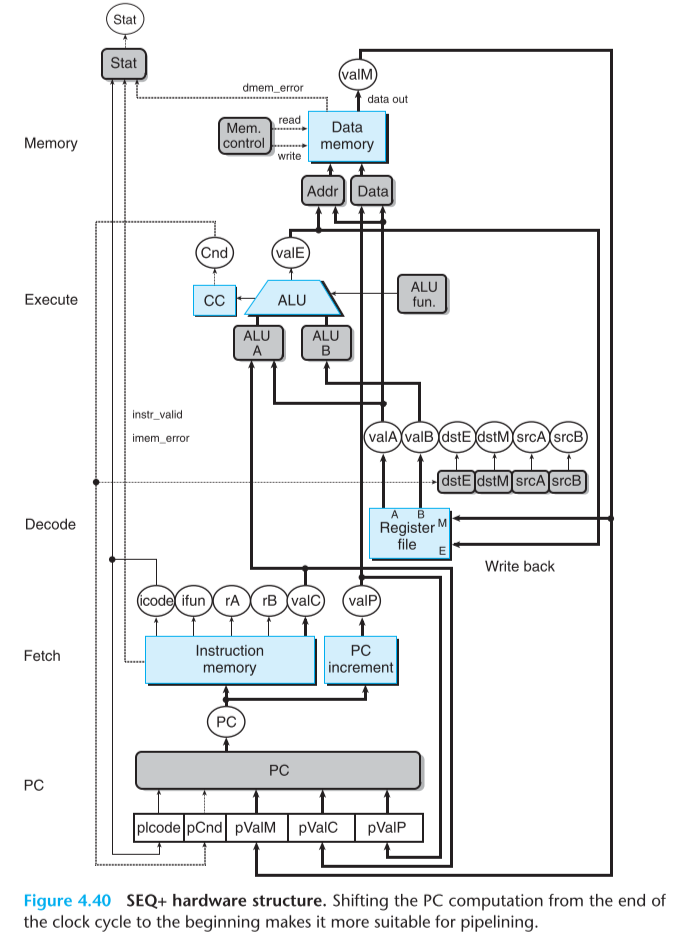 Stat
Stat
valM
dmem_error
data out
Mem.
control
read
write
Data
memory
Memory
Addr
Data
Cnd
valE
Execute
CC
ALU
ALU
fun.
ALU
A
ALU
B
instr_valid
imem_error
valA
valB
dstE
dstM
srcA
srcB
dstE
dstM
srcA
srcB
Decode
A
B
M
Register
file
E
Write back
icode
ifun
rA
rB
valC
valP
Fetch
Instruction
memory
PC
increment
PC
PC
PC
pIcode
pCnd
pValM
pValC
pValP
Figure 4.40 SEQ+ hardware structure. Shifting the PC computation from the end of
the clock cycle to the beginning makes it more suitable for pipelining.